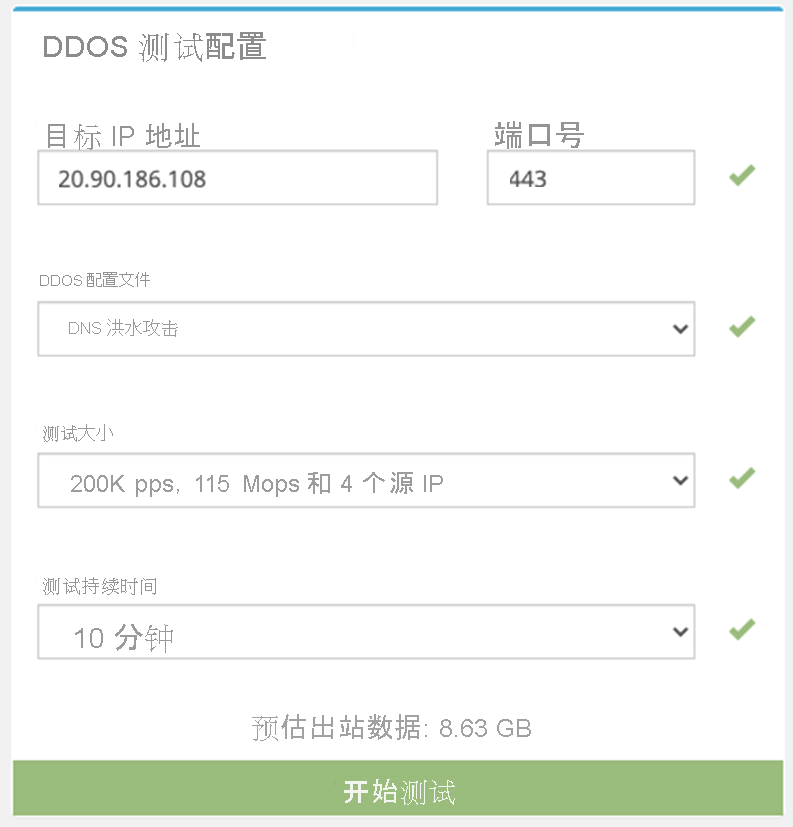 DDOS 测试配置
目标 IP 地址 端口号
20.90.186.108 443
DDOS 配置文件
DNS 洪水攻击
测试大小
200K pps, 115 Mops 和 4 个源 IP
测试持续时间
10 分钟
预估出站数据: 8.63 GB
开始测试